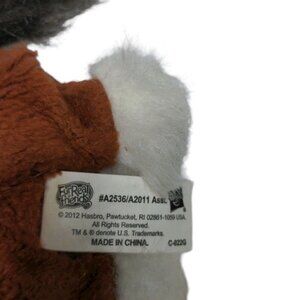 FurReal
Friends
#A2536/A2011 Asst.
© 2012 Hasbro, Pawtucket, RI 02861-1059 USA.
All Rights Reserved.
TM & ® denote U.S. Trademarks.
MADE IN CHINA. C-022G